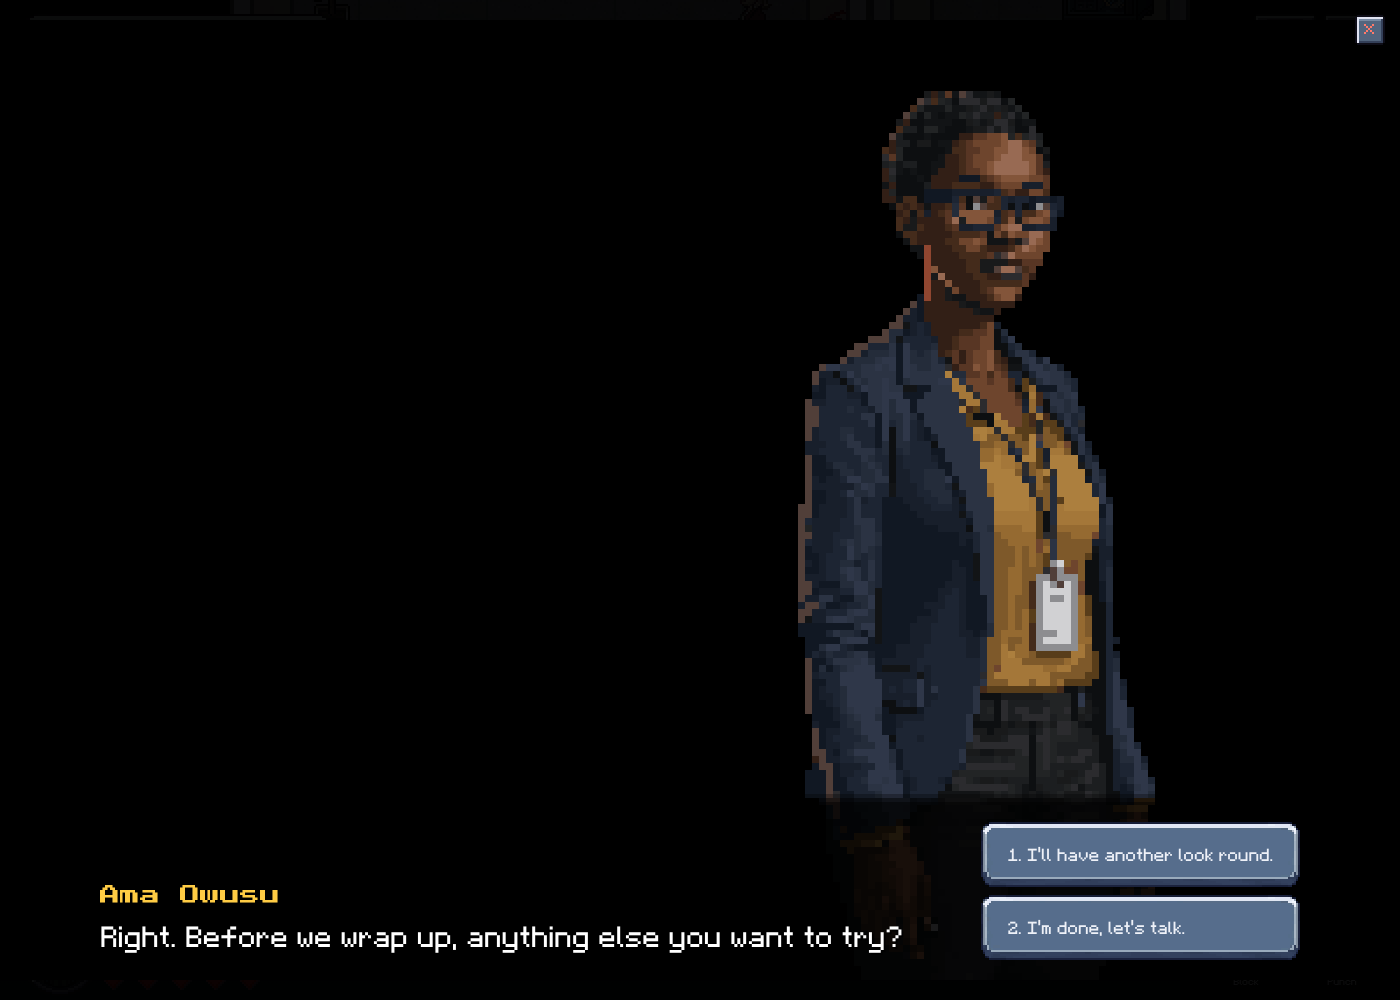 Ama Owusu
Right. Before we wrap up, anything else you want to try?
1. I'll have another look round.
2. I'm done, let's talk.